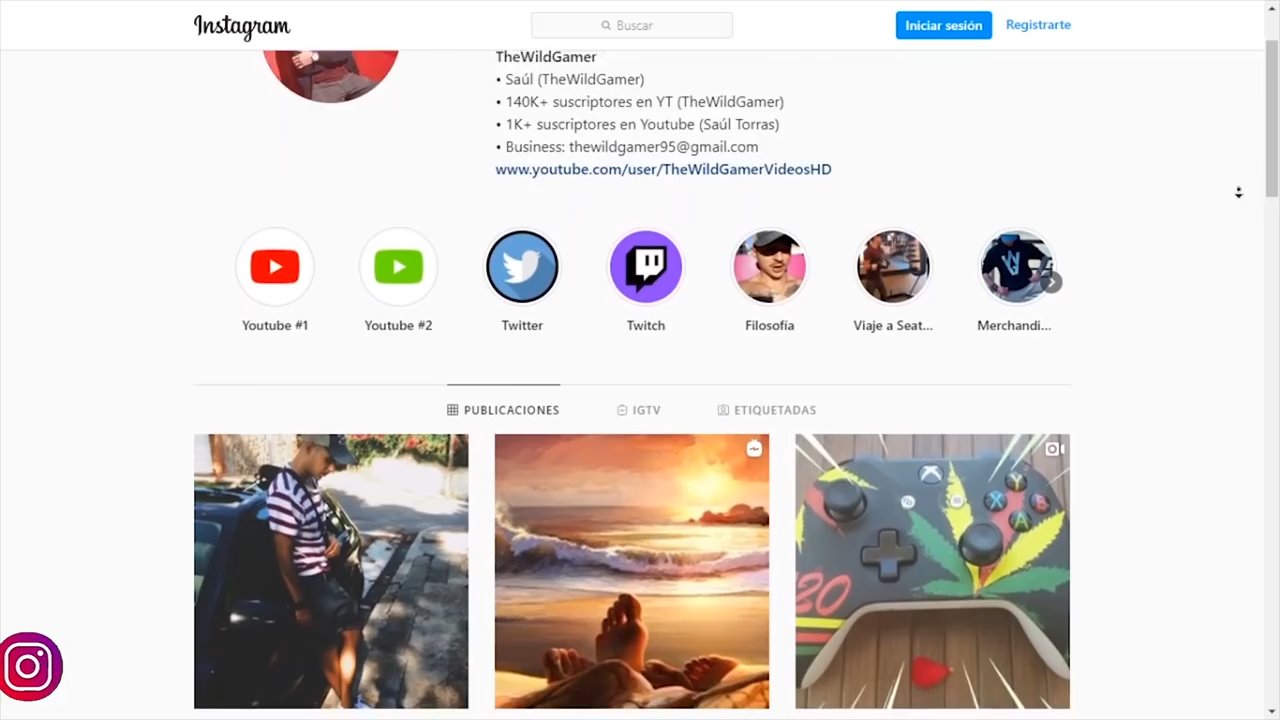 Instagram
Buscar
Iniciar sesión
Registrarte
TheWildGamer
• Saúl (TheWildGamer)
• 140K+ suscriptores en YT (TheWildGamer)
• 1K+ suscriptores en Youtube (Saúl Torras)
• Business: thewildgamer95@gmail.com
www.youtube.com/user/TheWildGamerVideosHD
Youtube #1
Youtube #2
Twitter
Twitch
Filosofía
Viaje a Seat...
Merchandi...
PUBLICACIONES
IGTV
ETIQUETADAS
Y
X
B
A
20